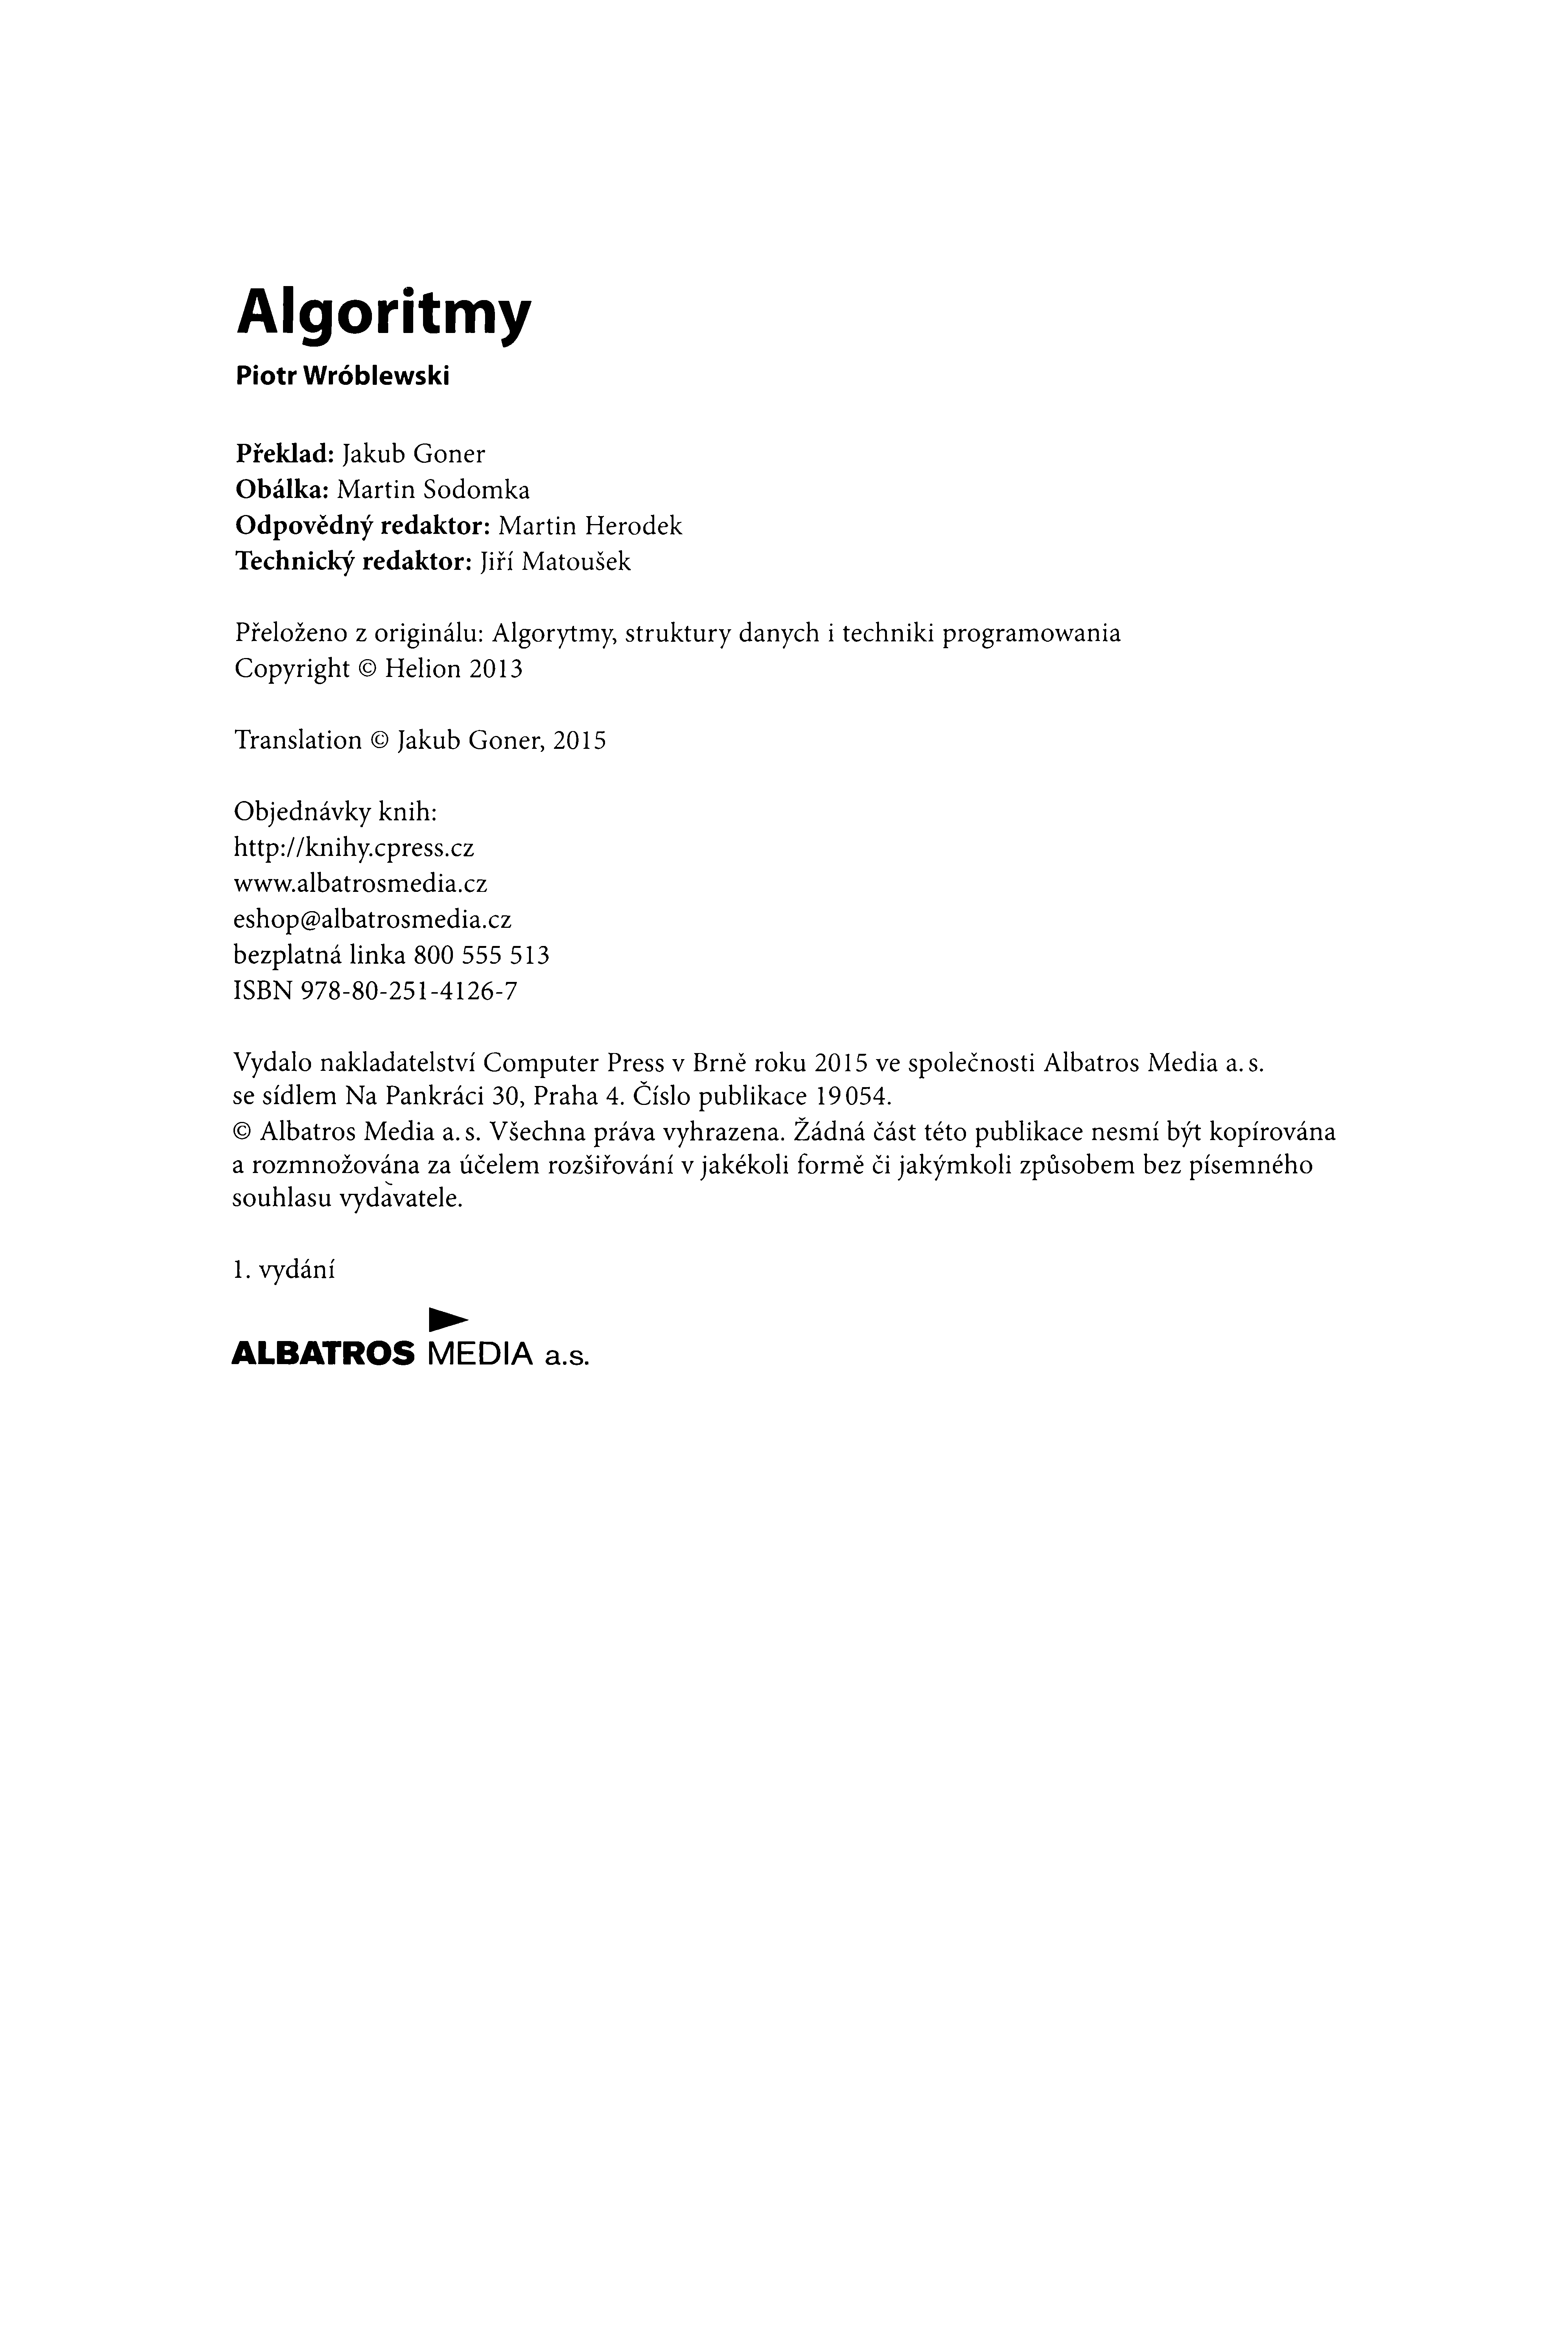 Algoritmy
Piotr Wróblewski
Překlad: Jakub Goner
Obálka: Martin Sodomka
Odpovědný redaktor: Martin Herodek
Technický redaktor: Jiří Matoušek
Přeloženo z originálu: Algorytmy, struktury danych i techniki programowania
Copyright © Helion 2013
Translation © Jakub Goner, 2015
Objednávky knih:
http://knihy.cpress.cz
www.albatrosmedia.cz
eshop@albatrosmedia.cz
bezplatná linka 800 555 513
ISBN 978-80-251-4126-7
Vydalo nakladatelství Computer Press v Brně roku 2015 ve společnosti Albatros Media a. s.
se sídlem Na Pankráci 30, Praha 4. Číslo publikace 19 054.
© Albatros Media a. s. Všechna práva vyhrazena. Žádná část této publikace nesmí být kopírována
a rozmnožována za účelem rozšiřování v jakékoli formě či jakýmkoli způsobem bez písemného
souhlasu vydavatele.
1. vydání
ALBATROS MEDIA a.s.